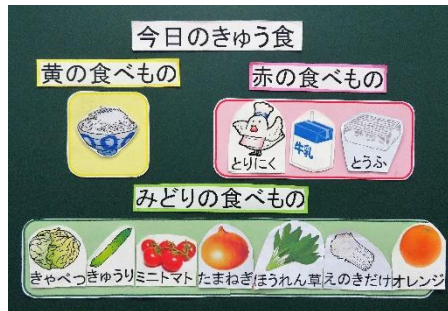 今日のきゅう食
黄の食べもの
赤の食べもの
とりにく
牛乳
とうふ
みどりの食べもの
きゃべつ
きゅうり
ミニトマト
たまねぎ
ほうれん草
えのきだけ
オレンジ